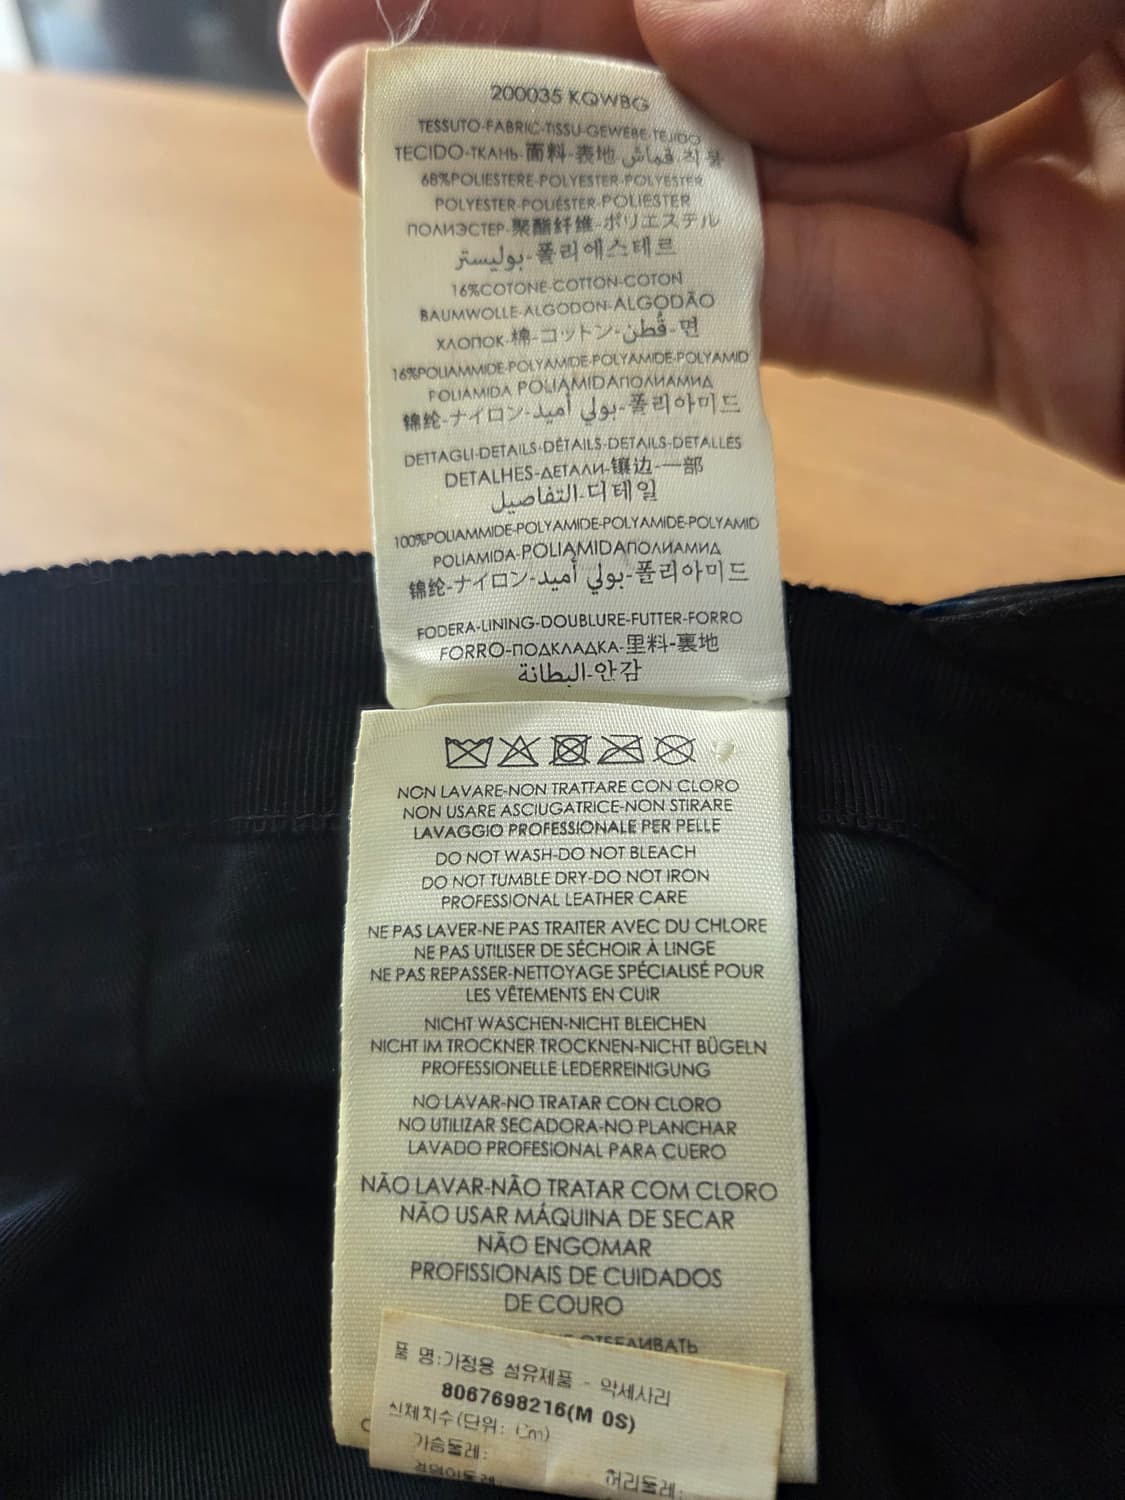 200035 KQWBG
TESSUTO-FABRIC-TISSU-GEWEBE-TEJIDO
TECIDO-ТКАНЬ-面料-表地-قماش-직물
68%POLIESTERE-POLYESTER-POLYESTER
POLYESTER-POLIÉSTER-POLIESTER
ПОЛИЭСТЕР-聚酯纤维-ポリエステル
بوليستر-폴리에스테르
16%COTONE-COTTON-COTON
BAUMWOLLE-ALGODON-ALGODÃO
ХЛОПОК-棉-コットン-قُطن-면
16%POLIAMMIDE-POLYAMIDE-POLYAMIDE-POLYAMID
POLIAMIDA POLIAMIDAПОЛИАМИД
锦纶-ナイロン-بولي أميد-폴리아미드
DETTAGLI-DETAILS-DÉTAILS-DETAILS-DETALLES
DETALHES-ДЕТАЛИ-镶边-一部
التفاصيل-디테일
100%POLIAMMIDE-POLYAMIDE-POLYAMIDE-POLYAMID
POLIAMIDA-POLIAMIDAПОЛИАМИД
锦纶-ナイロン-بولي أميد-폴리아미드
FODERA-LINING-DOUBLURE-FUTTER-FORRO
FORRO-ПОДКЛАДКА-里料-裏地
البطانة-안감
NON LAVARE-NON TRATTARE CON CLORO
NON USARE ASCIUGATRICE-NON STIRARE
LAVAGGIO PROFESSIONALE PER PELLE
DO NOT WASH-DO NOT BLEACH
DO NOT TUMBLE DRY-DO NOT IRON
PROFESSIONAL LEATHER CARE
NE PAS LAVER-NE PAS TRAITER AVEC DU CHLORE
NE PAS UTILISER DE SÉCHOIR À LINGE
NE PAS REPASSER-NETTOYAGE SPÉCIALISÉ POUR
LES VÊTEMENTS EN CUIR
NICHT WASCHEN-NICHT BLEICHEN
NICHT IM TROCKNER TROCKNEN-NICHT BÜGELN
PROFESSIONELLE LEDERREINIGUNG
NO LAVAR-NO TRATAR CON CLORO
NO UTILIZAR SECADORA-NO PLANCHAR
LAVADO PROFESIONAL PARA CUERO
NÃO LAVAR-NÃO TRATAR COM CLORO
NÃO USAR MÁQUINA DE SECAR
NÃO ENGOMAR
PROFISSIONAIS DE CUIDADOS
DE COURO
ОТБЕЛИВАТЬ
품 명:가정용 섬유제품 - 악세사리
8067698216(M 0S)
신체치수(단위: Cm)
가슴둘레:
허리둘레: